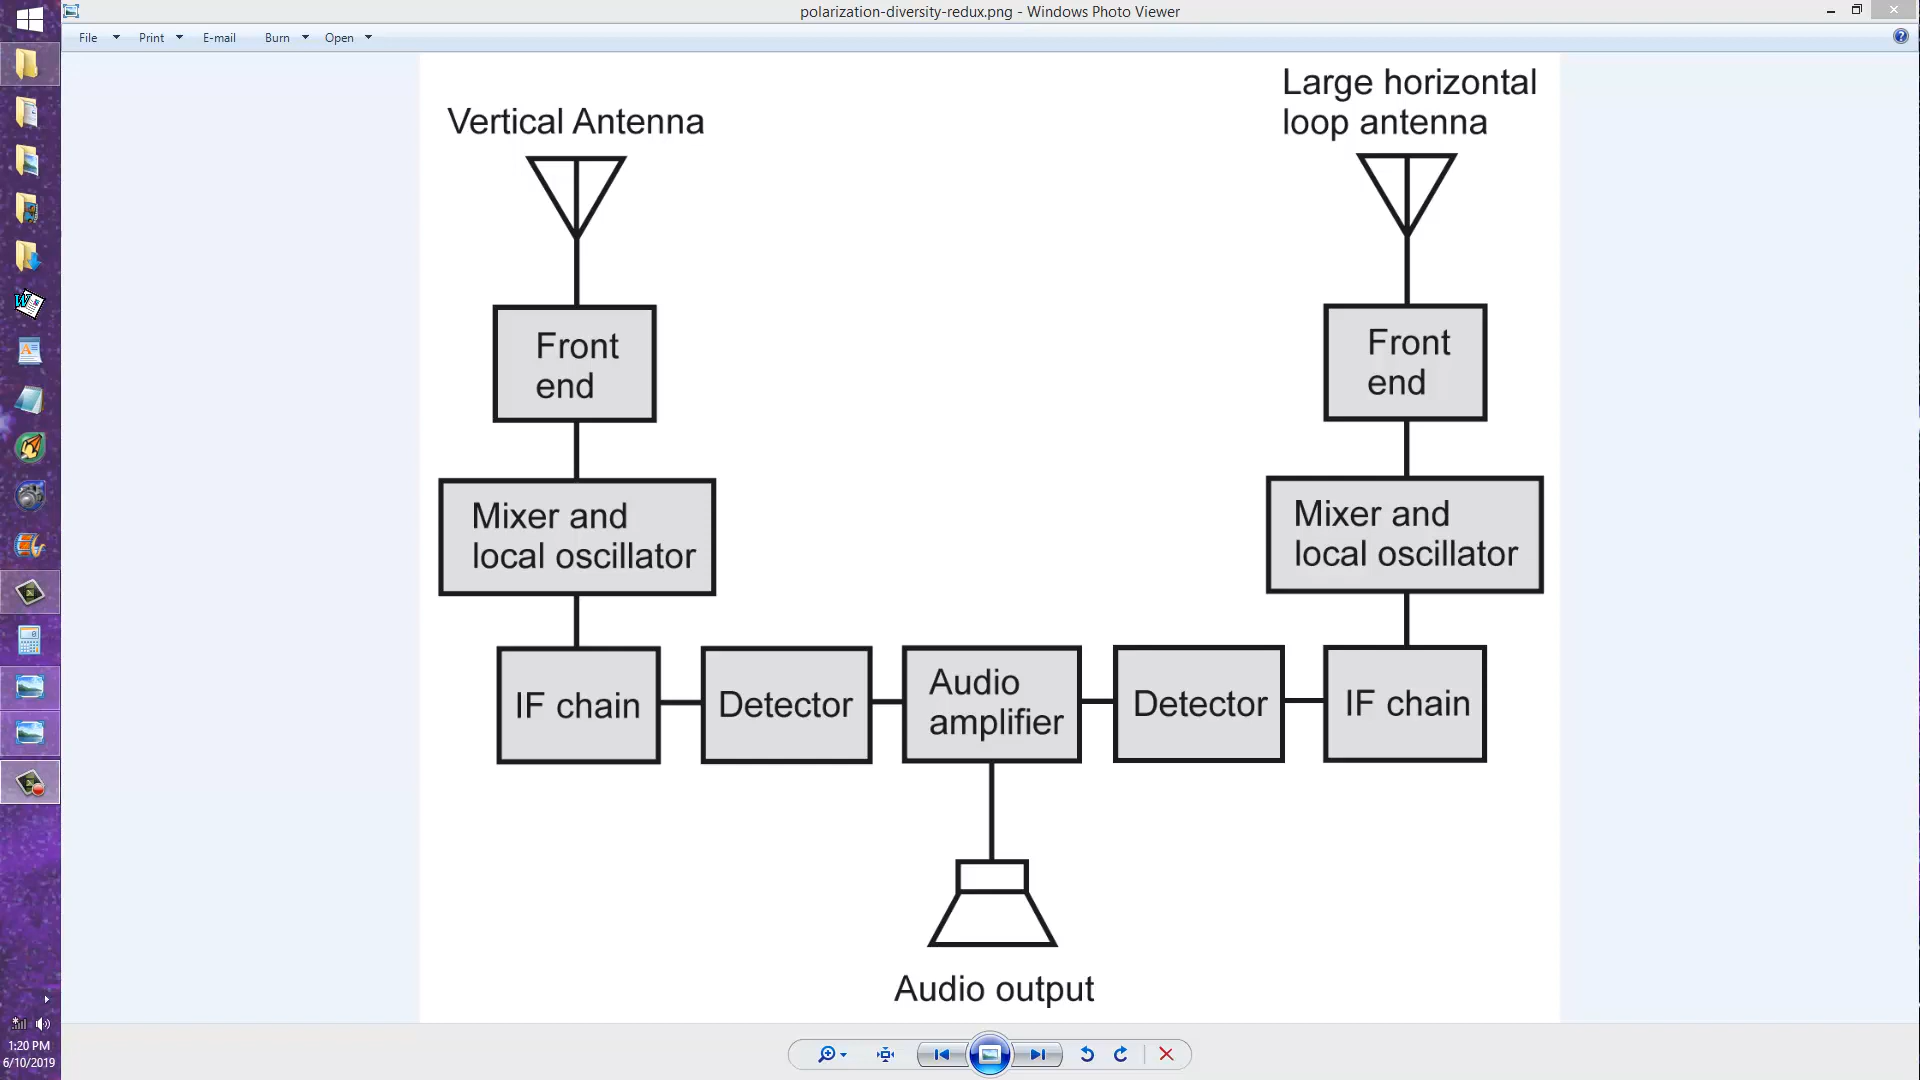 polarization-diversity-redux.png - Windows Photo Viewer
File Print E-mail Burn Open
Vertical Antenna
Large horizontal
loop antenna
Front
end
Front
end
Mixer and
local oscillator
Mixer and
local oscillator
IF chain
Detector
Audio
amplifier
Detector
IF chain
Audio output
1:20 PM
6/10/2019